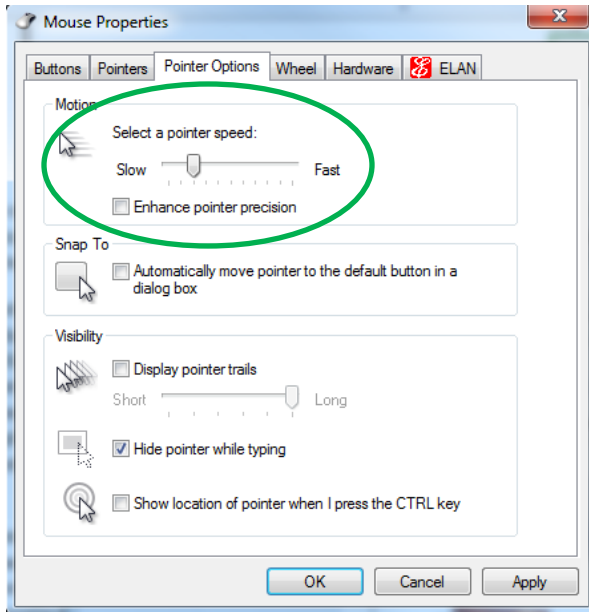 Mouse Properties
x
Buttons Pointers Pointer Options Wheel Hardware ELAN
Motion
Select a pointer speed:
Slow Fast
Enhance pointer precision
Snap To
Automatically move pointer to the default button in a
dialog box
Visibility
Display pointer trails
Short Long
Hide pointer while typing
Show location of pointer when I press the CTRL key
OK Cancel Apply